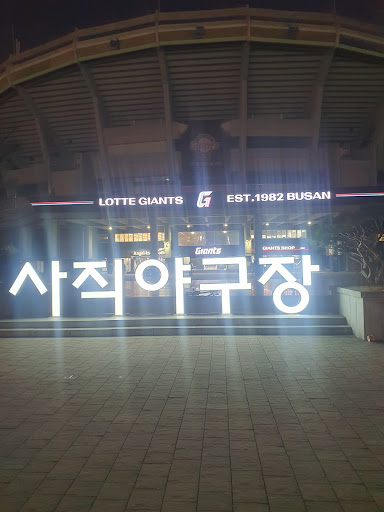 LOTTE GIANTS G EST.1982 BUSAN
Giants GIANTS SHOP
사직야구장